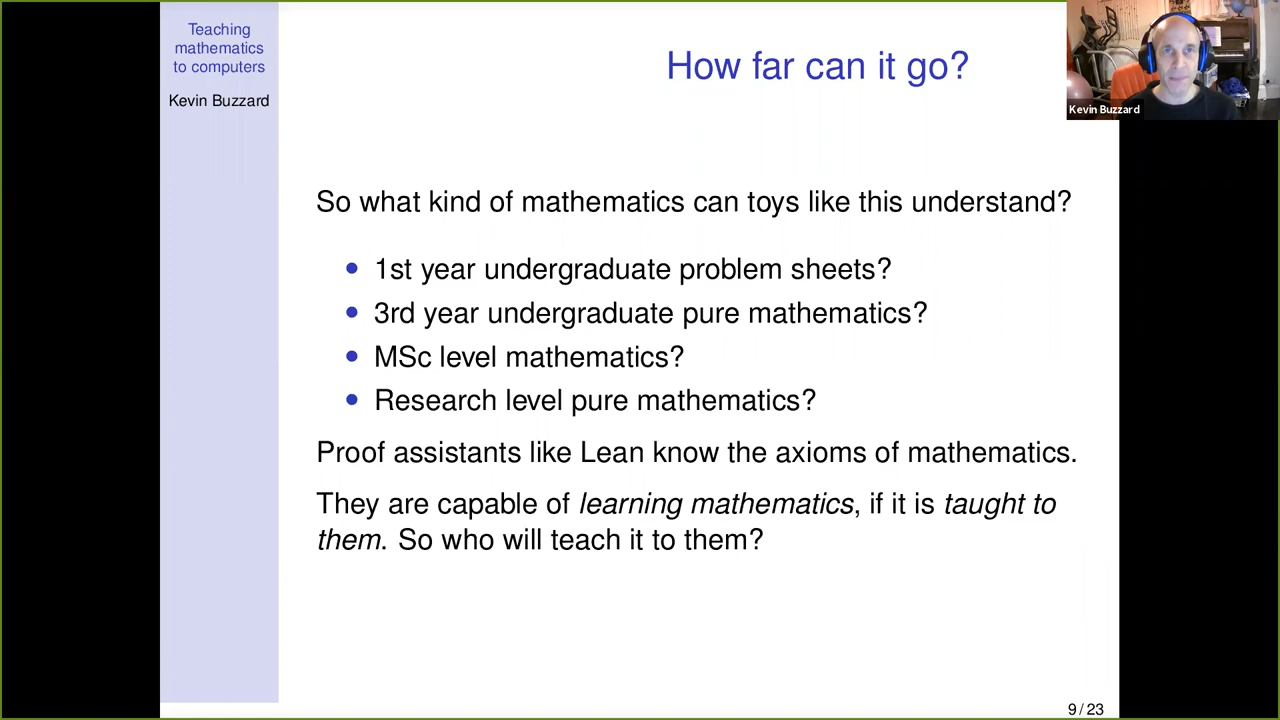 Teaching
mathematics
to computers
Kevin Buzzard
How far can it go?
Kevin Buzzard
So what kind of mathematics can toys like this understand?
• 1st year undergraduate problem sheets?
• 3rd year undergraduate pure mathematics?
• MSc level mathematics?
• Research level pure mathematics?
Proof assistants like Lean know the axioms of mathematics.
They are capable of learning mathematics, if it is taught to
them. So who will teach it to them?
9 / 23